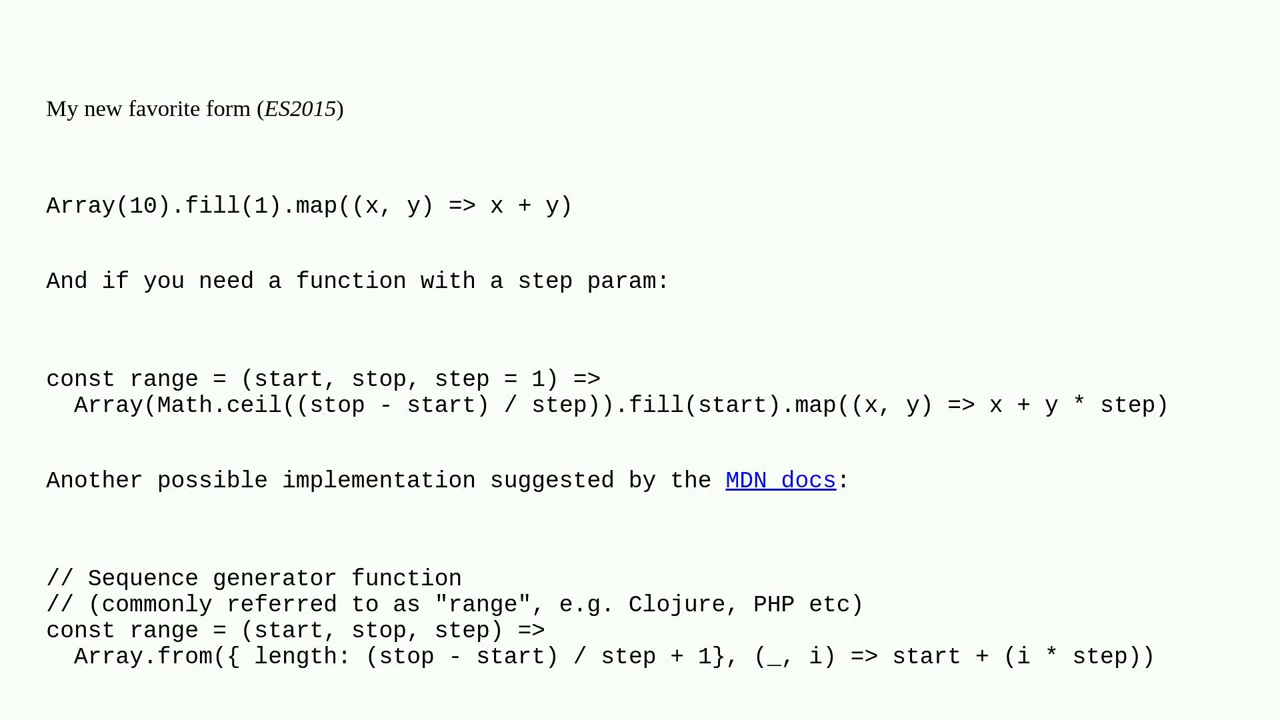 My new favorite form (ES2015)
Array(10).fill(1).map((x, y) => x + y)
And if you need a function with a step param:
const range = (start, stop, step = 1) =>
  Array(Math.ceil((stop - start) / step)).fill(start).map((x, y) => x + y * step)
Another possible implementation suggested by the MDN docs:
// Sequence generator function
// (commonly referred to as "range", e.g. Clojure, PHP etc)
const range = (start, stop, step) =>
  Array.from({ length: (stop - start) / step + 1}, (_, i) => start + (i * step))